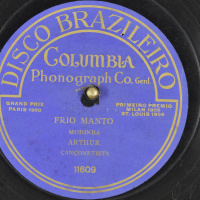 DISCO BRAZILEIRO
COLUMBIA
Phonograph Co. Genl.
GRAND PRIX
PARIS 1900
PRIMEIRO PREMIO
MILAN 1906
ST. LOUIS 1904
FRIO MANTO
MODINHA
ARTHUR
CANÇONETISTA
11609